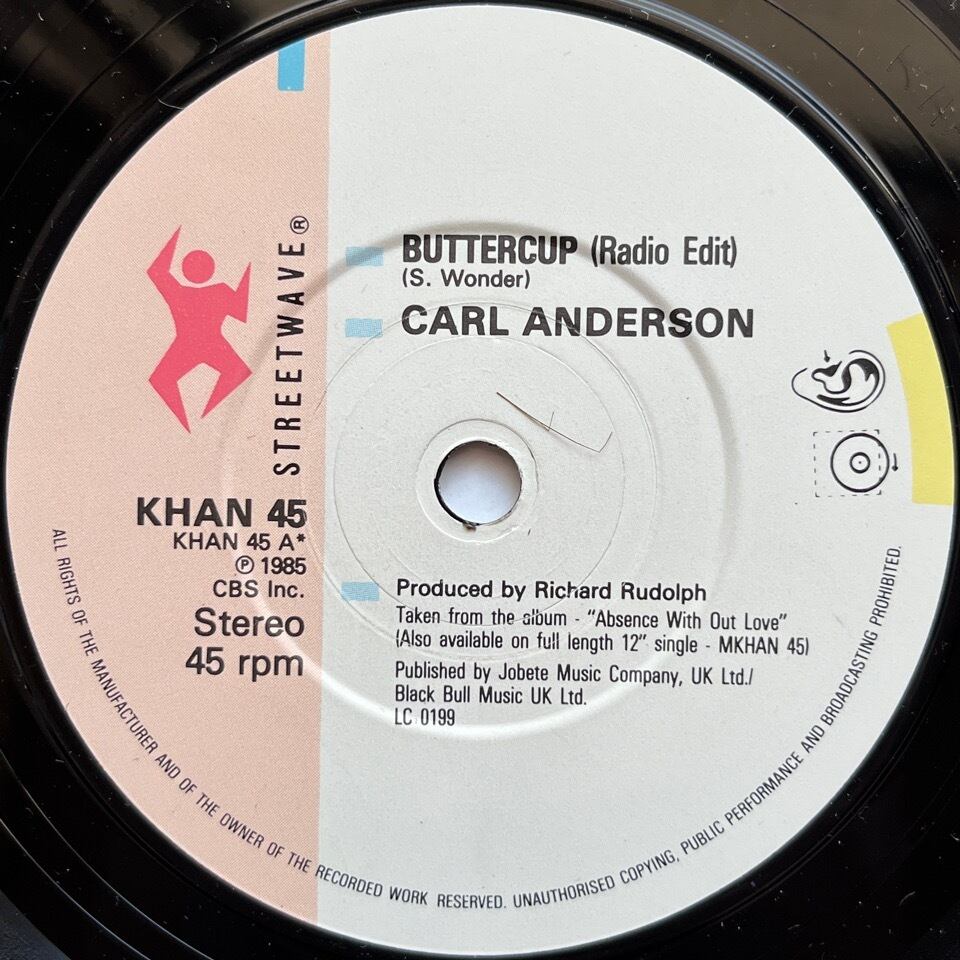 STREETWAVE ®
BUTTERCUP (Radio Edit)
(S. Wonder)
CARL ANDERSON
KHAN 45
KHAN 45 A*
℗ 1985
CBS Inc.
Stereo
45 rpm
Produced by Richard Rudolph
Taken from the album - "Absence With Out Love"
(Also available on full length 12" single - MKHAN 45)
Published by Jobete Music Company, UK Ltd./
Black Bull Music UK Ltd.
LC 0199
ALL RIGHTS OF THE MANUFACTURER AND OF THE OWNER OF THE RECORDED WORK RESERVED. UNAUTHORISED COPYING, PUBLIC PERFORMANCE AND BROADCASTING PROHIBITED.